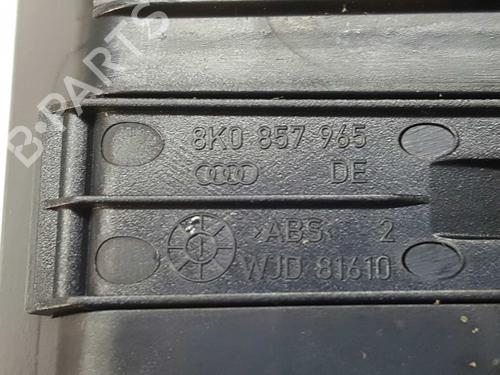 B-PARTS
8K0 857 965
DE
>ABS< 2
WJD 81610